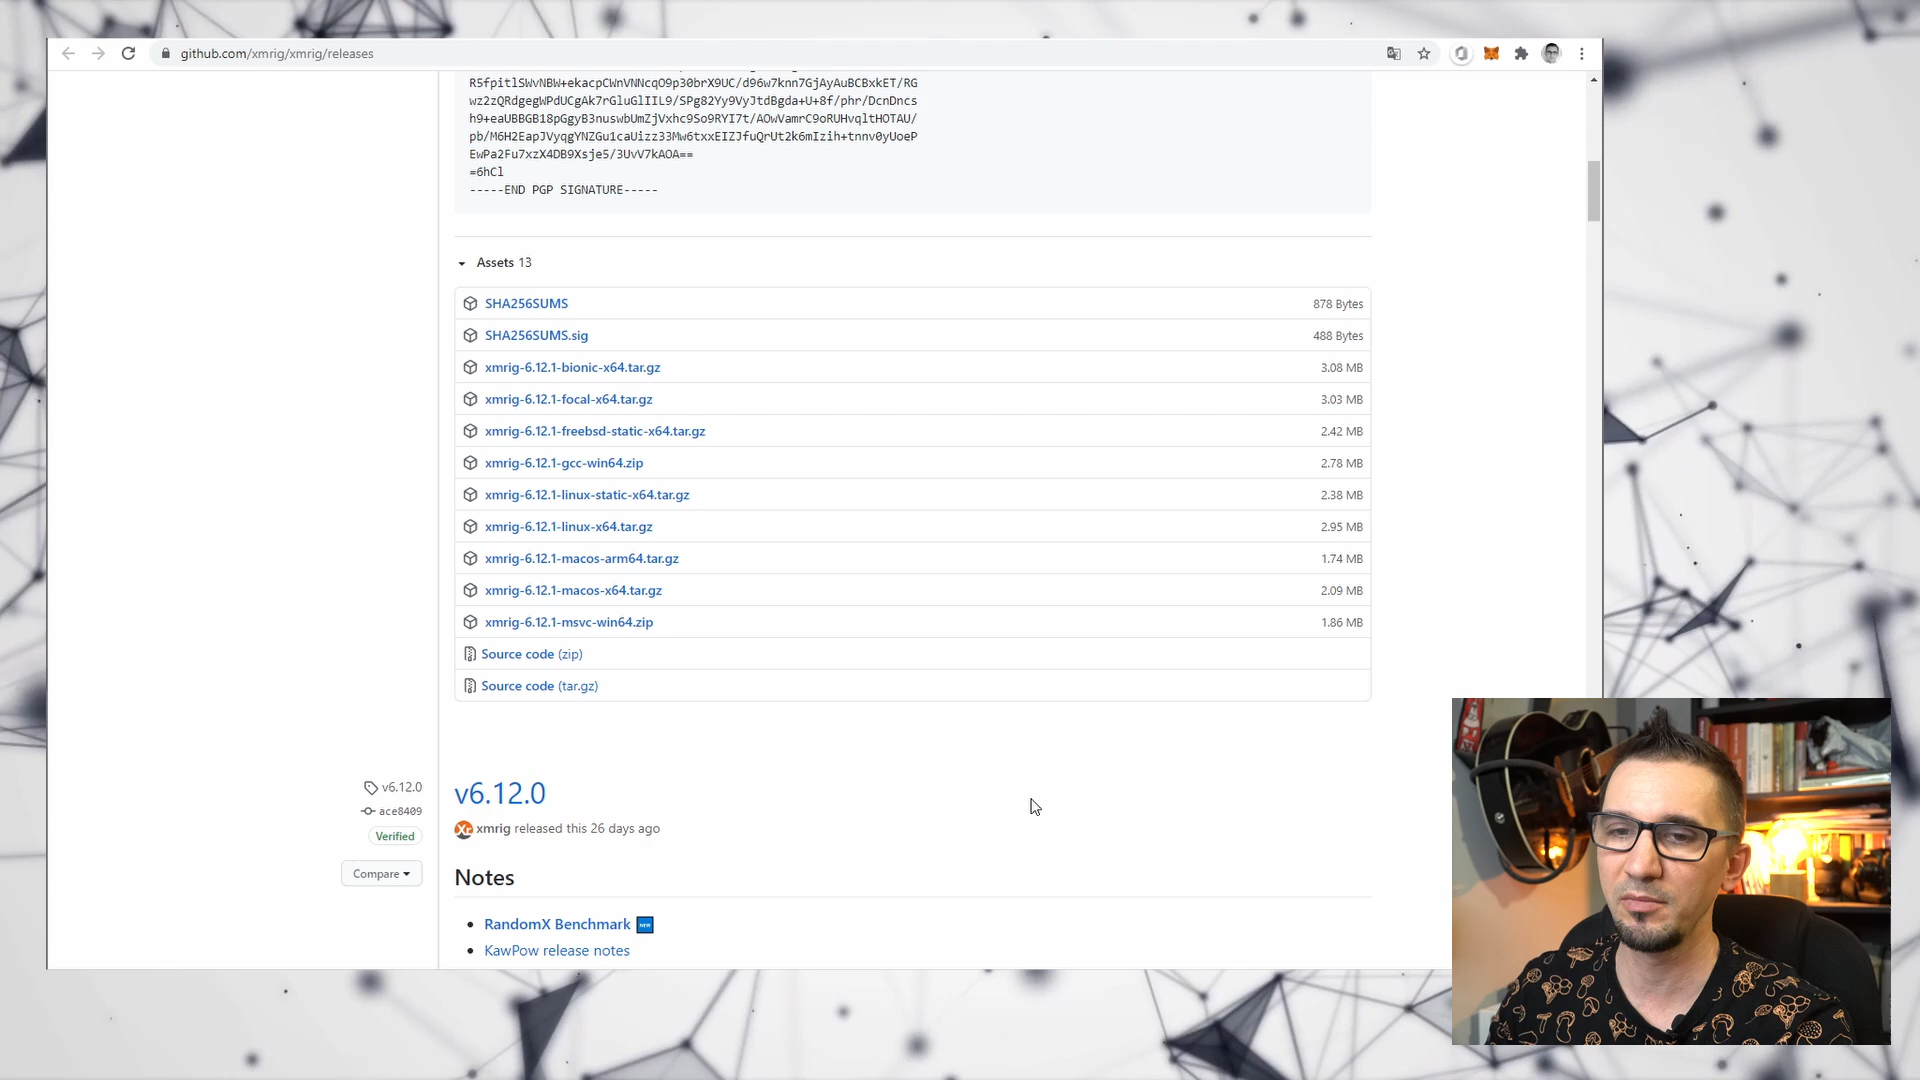 github.com/xmrig/xmrig/releases
R5fpitlSWvNBW+ekacpCWnVNNcqO9p30brX9UC/d96w7knn7GjAyAuBCBxkET/RG
wz2zQRdgegWPdUCgAk7rGluGlIIL9/SPg82Yy9VyJtdBgda+U+8f/phr/DcnDncs
h9+eaUBBGB18pGgyB3nuswbUmZjVxhc9So9RYI7t/AOwVamrC9oRUHvqltHOTAU/
pb/M6H2EapJVyqgYNZGu1caUizz33Mw6txxEIZJfuQrUt2k6mIzih+tnnv0yUoeP
EwPa2Fu7xzX4DB9Xsje5/3UvV7kAOA==
=6hCl
-----END PGP SIGNATURE-----
Assets 13
SHA256SUMS 878 Bytes
SHA256SUMS.sig 488 Bytes
xmrig-6.12.1-bionic-x64.tar.gz 3.08 MB
xmrig-6.12.1-focal-x64.tar.gz 3.03 MB
xmrig-6.12.1-freebsd-static-x64.tar.gz 2.42 MB
xmrig-6.12.1-gcc-win64.zip 2.78 MB
xmrig-6.12.1-linux-static-x64.tar.gz 2.38 MB
xmrig-6.12.1-linux-x64.tar.gz 2.95 MB
xmrig-6.12.1-macos-arm64.tar.gz 1.74 MB
xmrig-6.12.1-macos-x64.tar.gz 2.09 MB
xmrig-6.12.1-msvc-win64.zip 1.86 MB
Source code (zip)
Source code (tar.gz)
v6.12.0
ace8409
Verified
Compare
v6.12.0
xmrig released this 26 days ago
Notes
RandomX Benchmark NEW
KawPow release notes